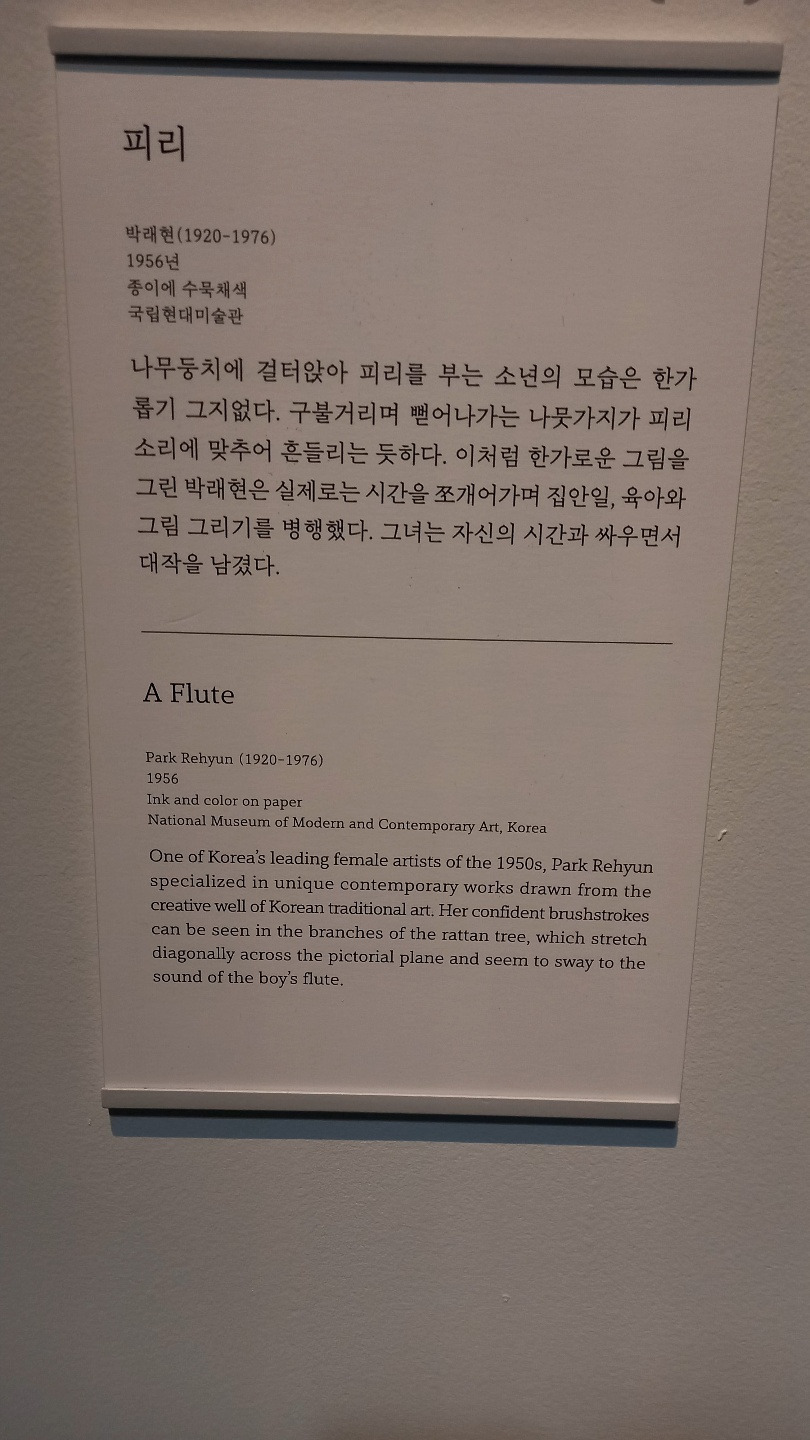 피리
박래현(1920-1976)
1956년
종이에 수묵채색
국립현대미술관
나무둥치에 걸터앉아 피리를 부는 소년의 모습은 한가
롭기 그지없다. 구불거리며 뻗어나가는 나뭇가지가 피리
소리에 맞추어 흔들리는 듯하다. 이처럼 한가로운 그림을
그린 박래현은 실제로는 시간을 쪼개어가며 집안일, 육아와
그림 그리기를 병행했다. 그녀는 자신의 시간과 싸우면서
대작을 남겼다.
A Flute
Park Rehyun (1920-1976)
1956
Ink and color on paper
National Museum of Modern and Contemporary Art, Korea
One of Korea's leading female artists of the 1950s, Park Rehyun
specialized in unique contemporary works drawn from the
creative well of Korean traditional art. Her confident brushstrokes
can be seen in the branches of the rattan tree, which stretch
diagonally across the pictorial plane and seem to sway to the
sound of the boy's flute.